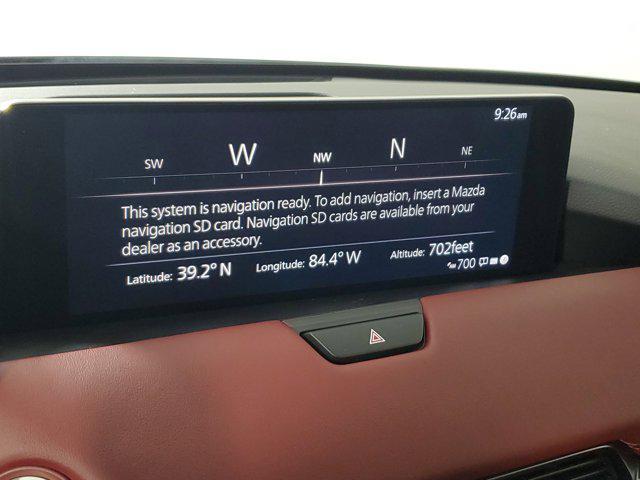 9:26am
SW W NW N NE
This system is navigation ready. To add navigation, insert a Mazda
navigation SD card. Navigation SD cards are available from your
dealer as an accessory.
Latitude: 39.2° N Longitude: 84.4° W Altitude: 702feet
700